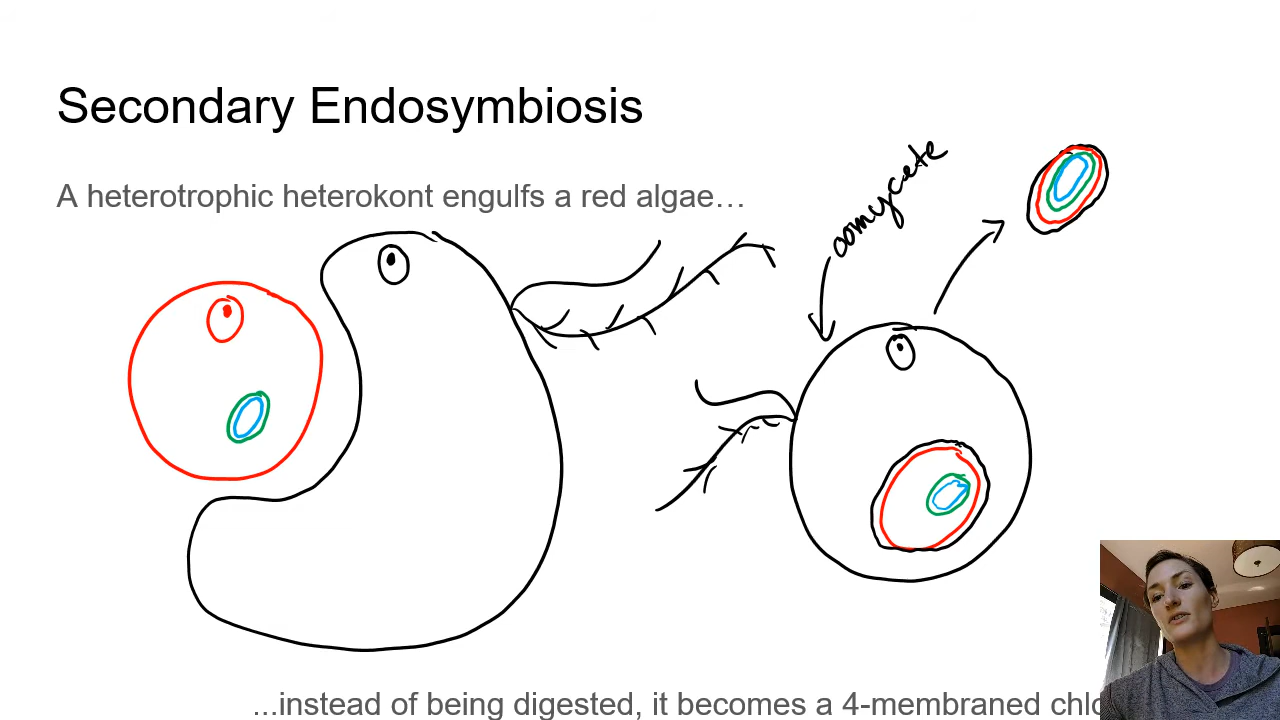 Secondary Endosymbiosis
A heterotrophic heterokont engulfs a red algae…
oomycete
...instead of being digested, it becomes a 4-membraned chlo